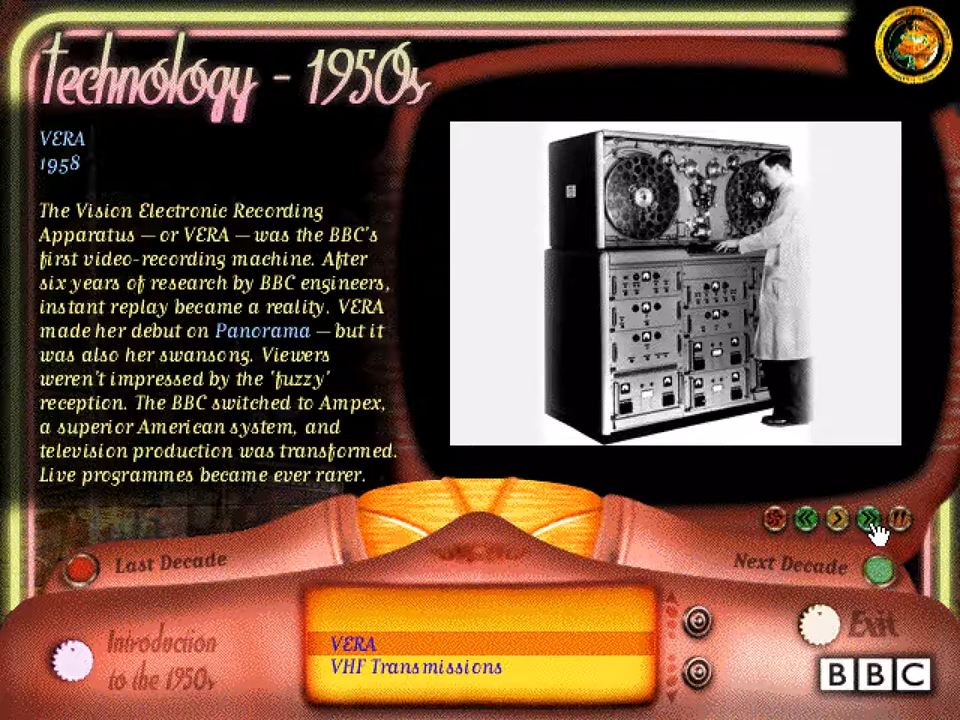 Technology - 1950s
VERA
1958
The Vision Electronic Recording
Apparatus – or VERA – was the BBC's
first video-recording machine. After
six years of research by BBC engineers,
instant replay became a reality. VERA
made her debut on Panorama – but it
was also her swansong. Viewers
weren't impressed by the 'fuzzy'
reception. The BBC switched to Ampex,
a superior American system, and
television production was transformed.
Live programmes became ever rarer.
Last Decade
Next Decade
Introduction
to the 1950s
VERA
VHF Transmissions
Exit
BBC